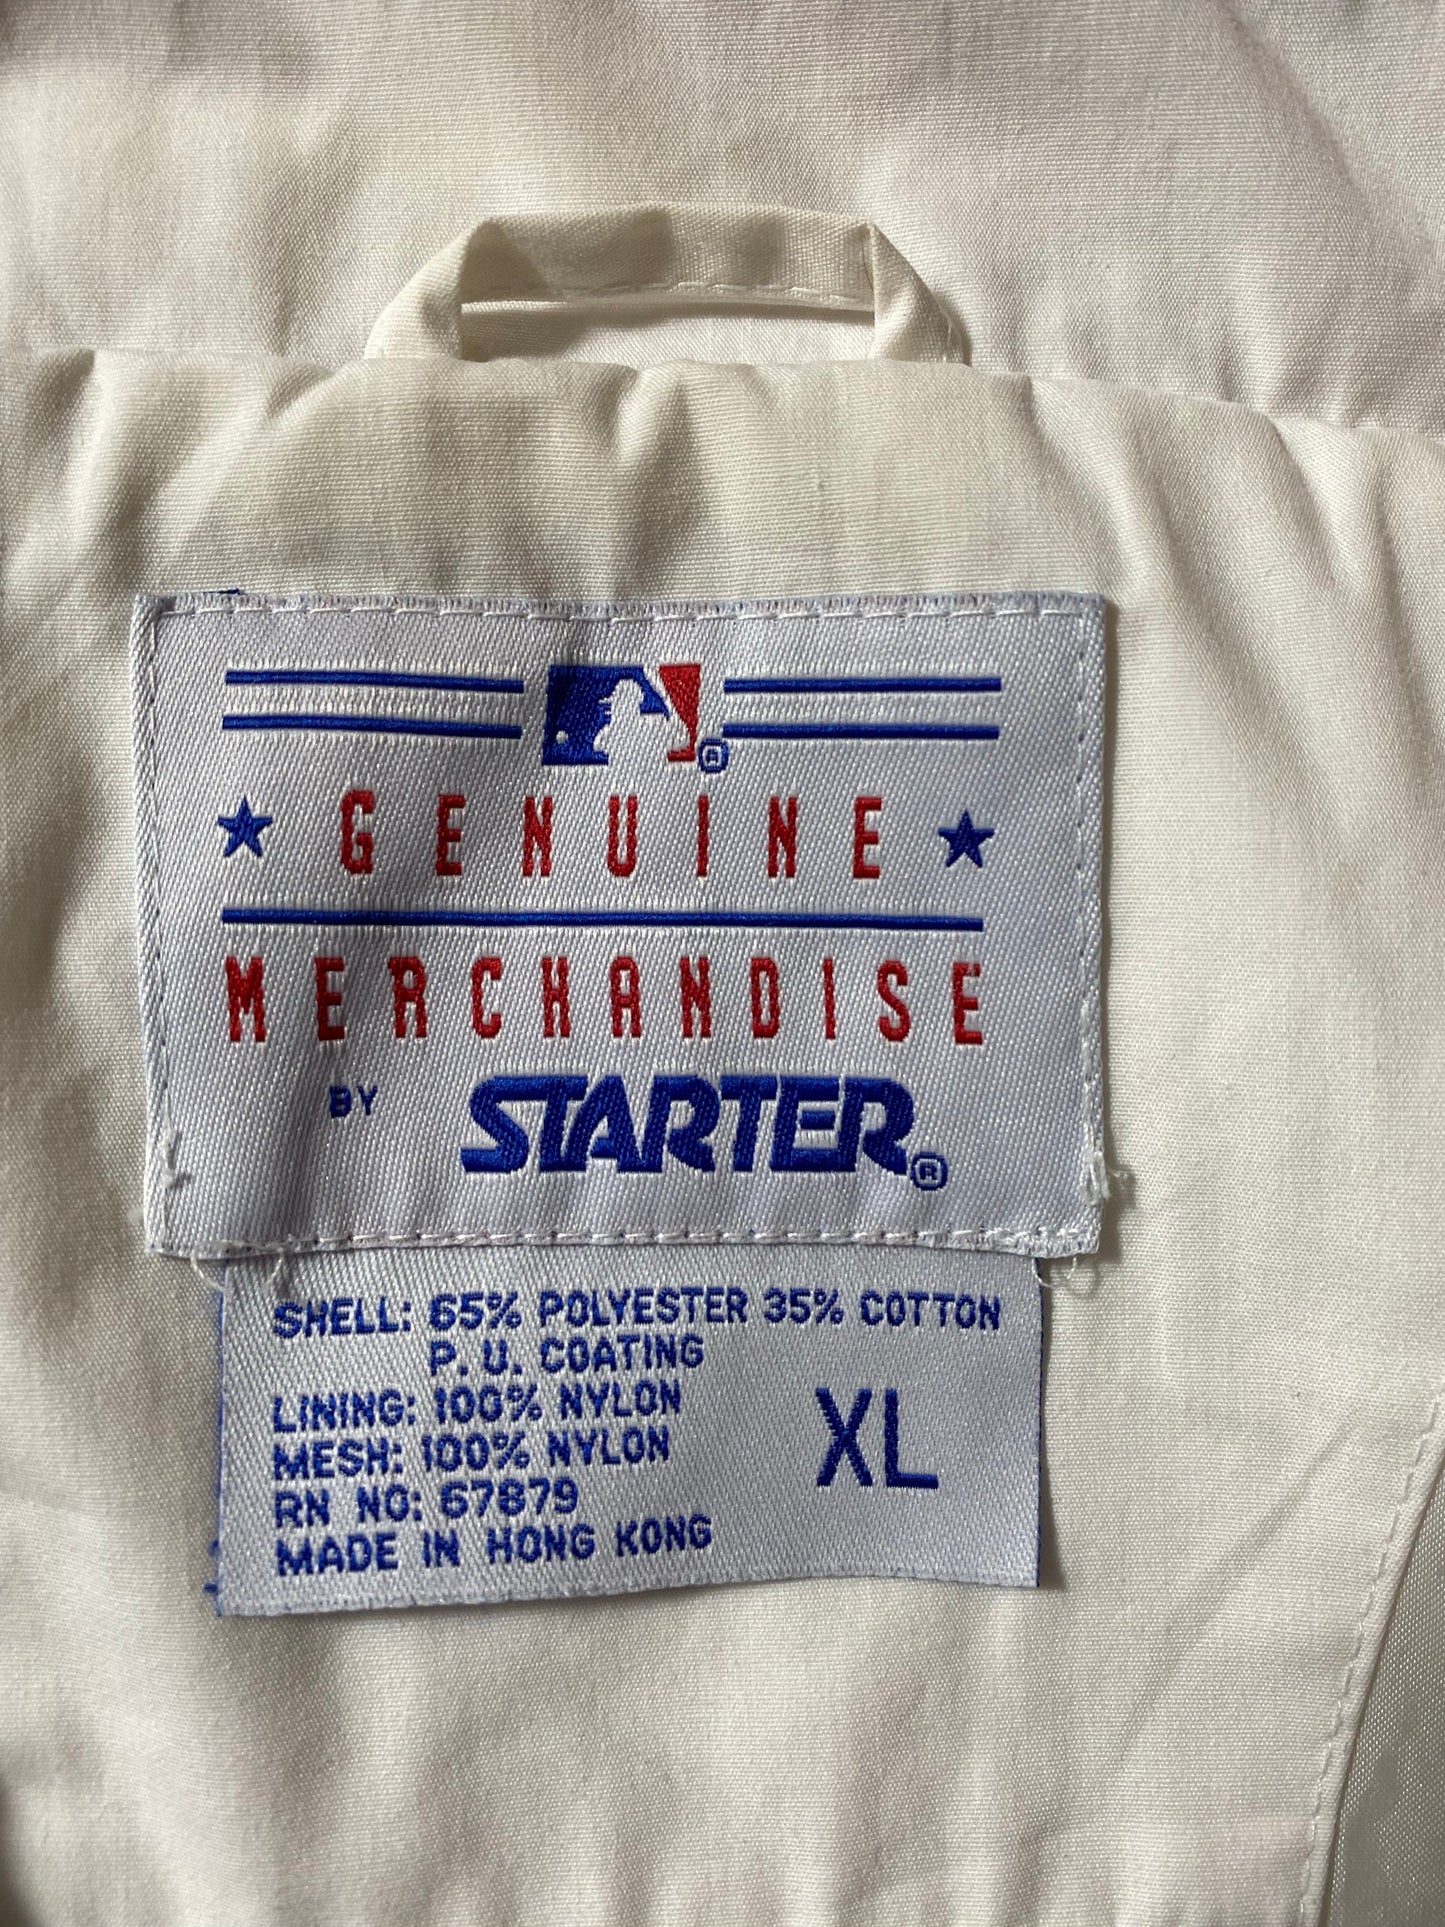 ®
GENUINE
MERCHANDISE
BY STARTER®
SHELL: 65% POLYESTER 35% COTTON
P. U. COATING
LINING: 100% NYLON
MESH: 100% NYLON
XL
RN NO: 67879
MADE IN HONG KONG